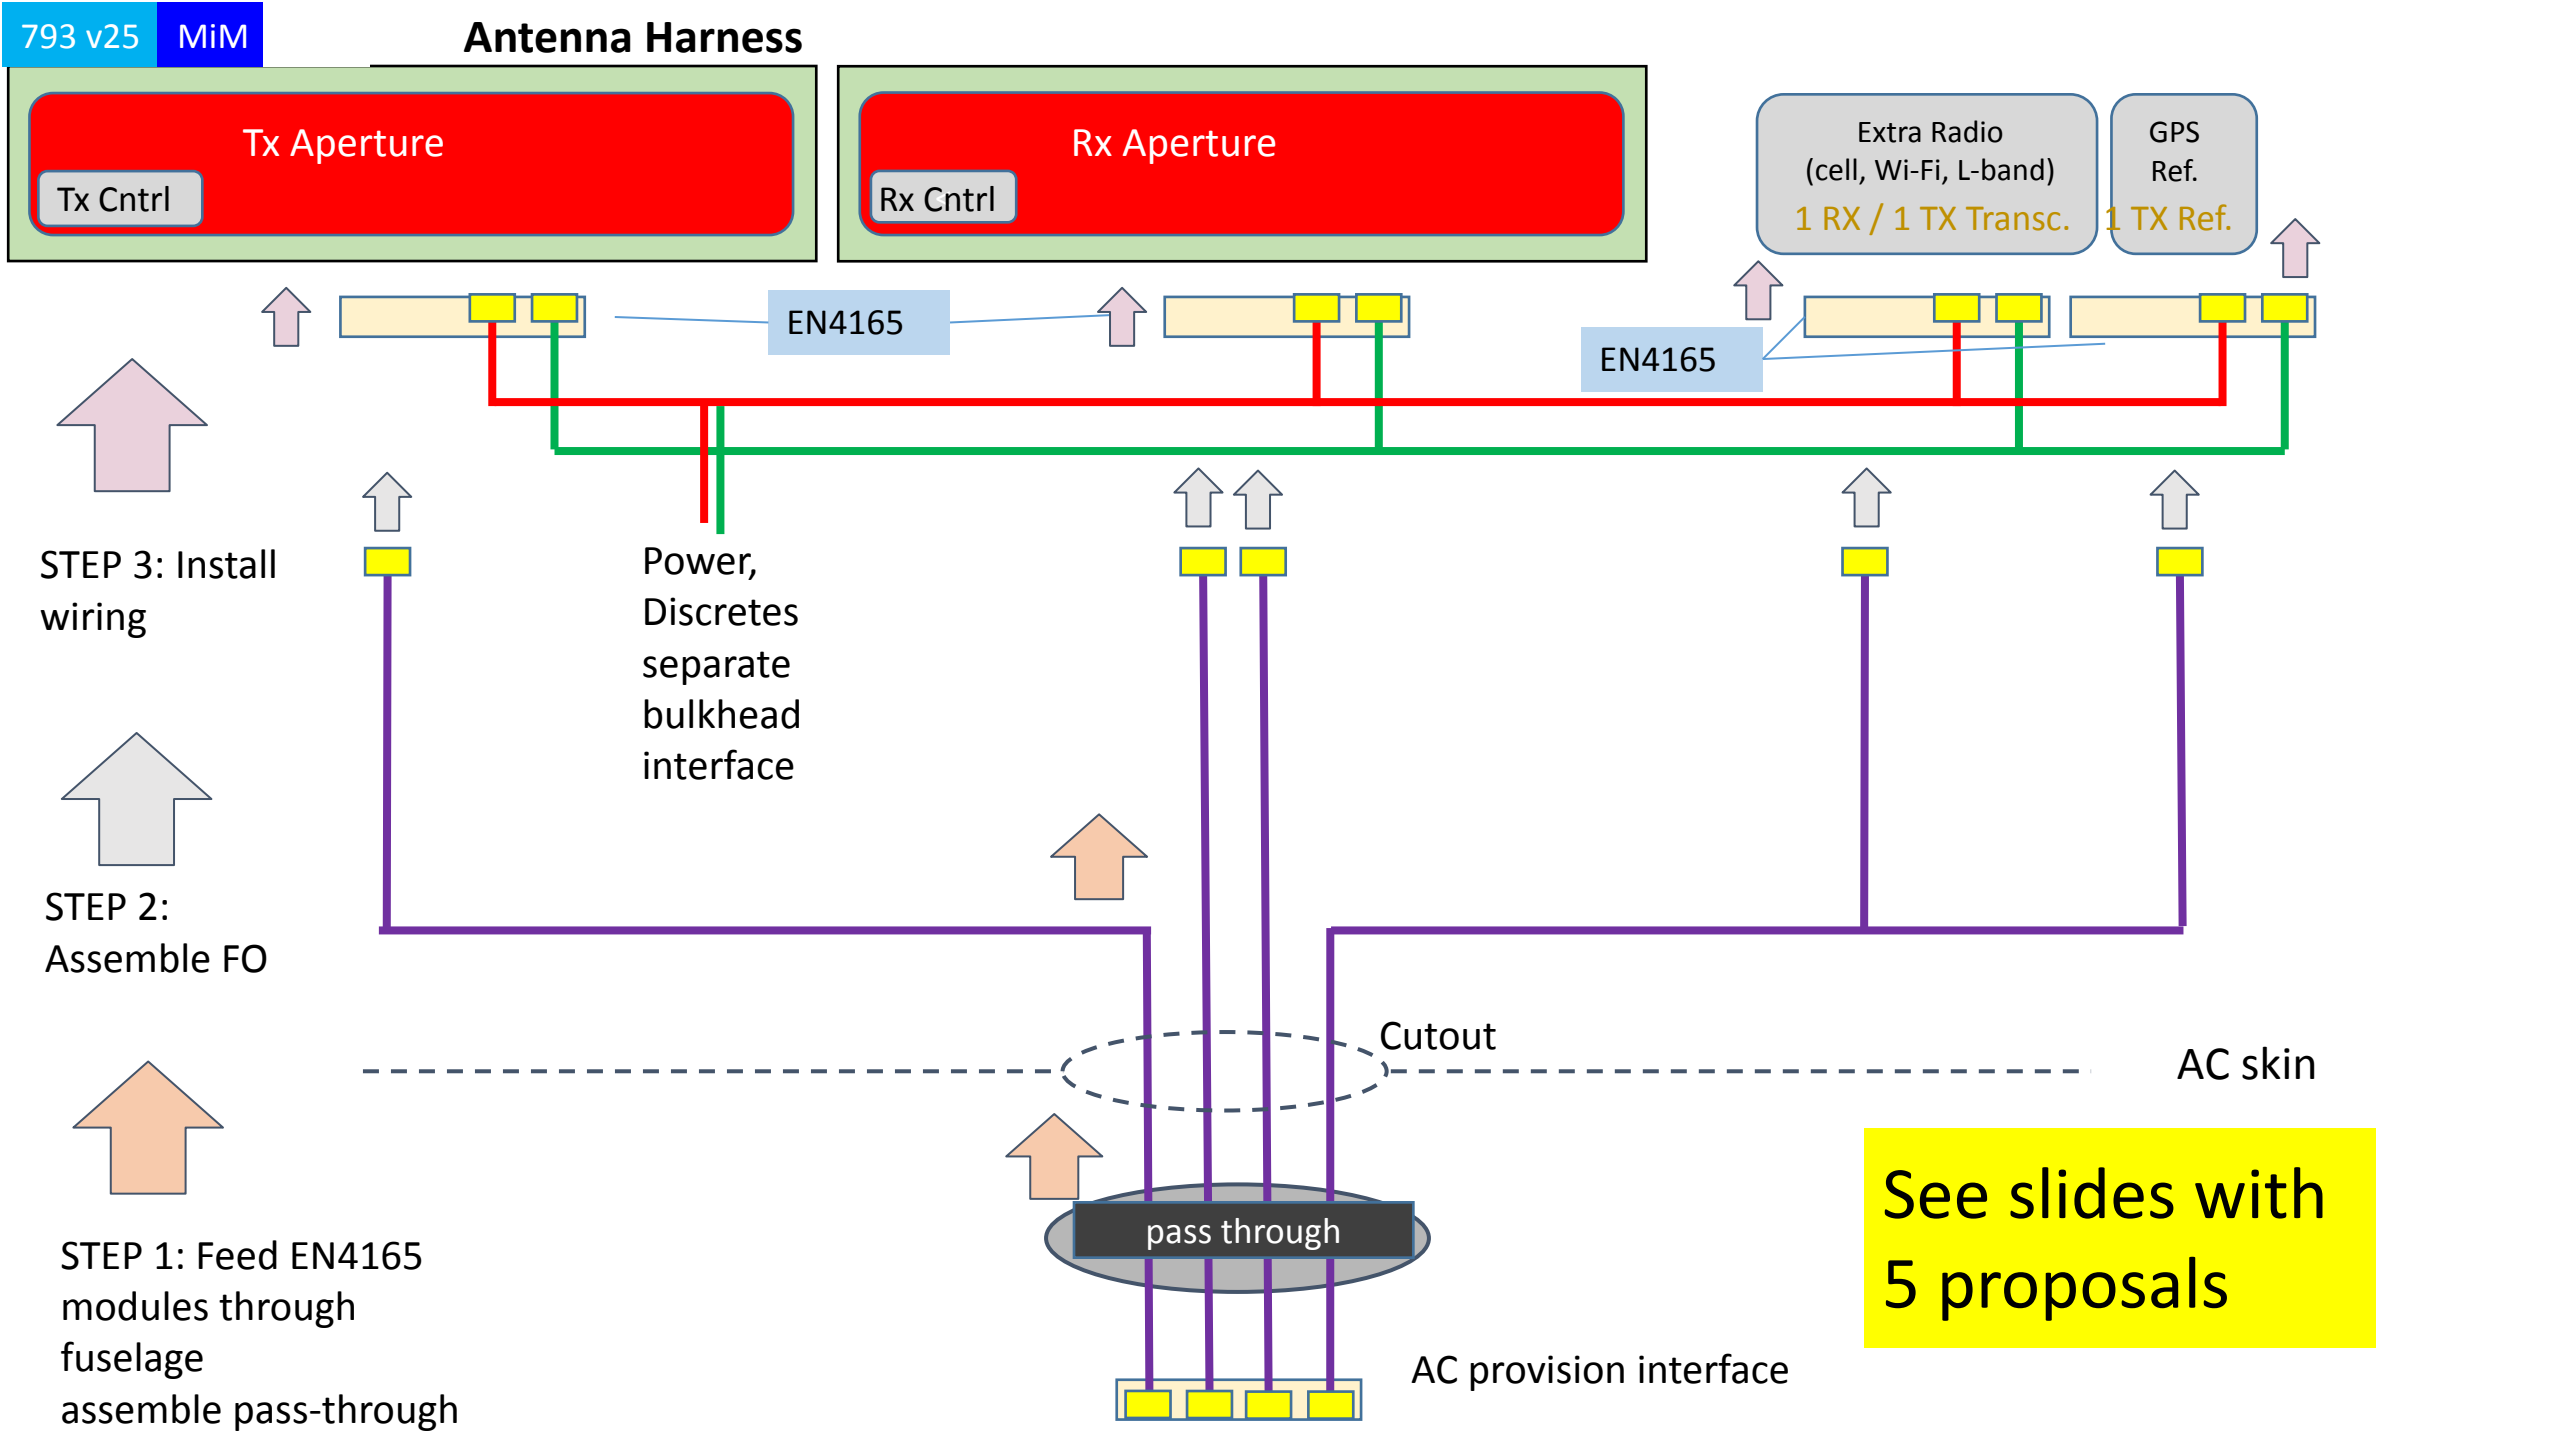 793 v25
MiM
Antenna Harness
Tx Aperture
Tx Cntrl
Rx Aperture
Rx Cntrl
Extra Radio
(cell, Wi-Fi, L-band)
1 RX / 1 TX Transc.
GPS
Ref.
1 TX Ref.
EN4165
EN4165
STEP 3: Install
wiring
Power,
Discretes
separate
bulkhead
interface
STEP 2:
Assemble FO
Cutout
AC skin
STEP 1: Feed EN4165
modules through
fuselage
assemble pass-through
pass through
AC provision interface
See slides with
5 proposals